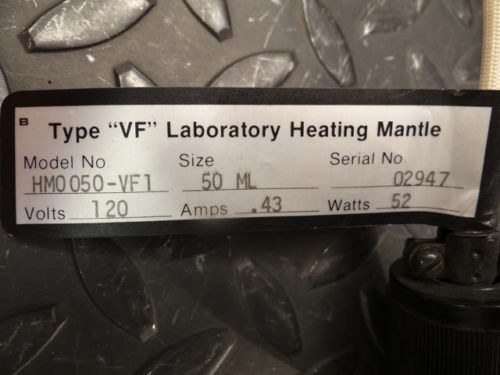 B
Type "VF" Laboratory Heating Mantle
Model No. Size Serial No.
HM0050-VF1 50 ML 02947
Volts 120 Amps .43 Watts 52